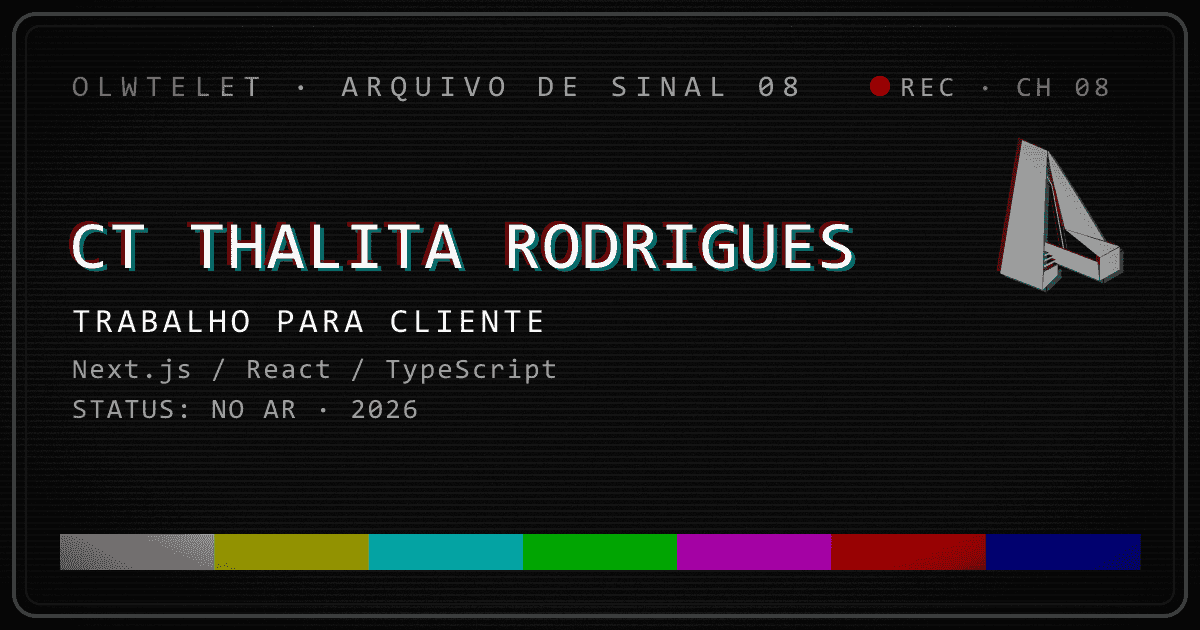 OLWTELET · ARQUIVO DE SINAL 08
REC · CH 08
CT THALITA RODRIGUES
TRABALHO PARA CLIENTE
Next.js / React / TypeScript
STATUS: NO AR · 2026